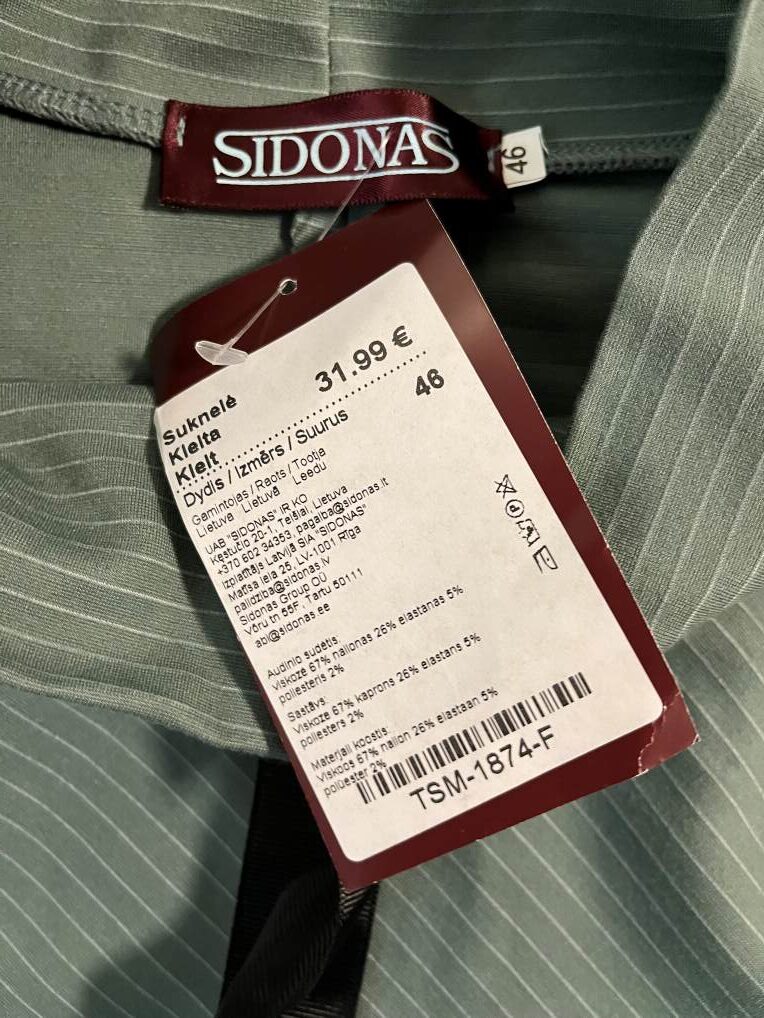 SIDONAS
46
31.99 €
Suknelė
Kleita
Kleit
Dydis / Izmērs / Suurus 46
Gamintojas / Ražots / Tootja
Lietuva Lietuvā Leedu
UAB "SIDONAS" IR KO
Kęstučio 20-1, Telšiai, Lietuva
+370 602 34353, pagalba@sidonas.lt
Izplatītājs Latvijā SIA "SIDONAS"
Matīsa iela 25, LV-1001 Rīga
palidziba@sidonas.lv
Sidonas Group OÜ
Võru tn 55F, Tartu 50111
abi@sidonas.ee
Audinio sudėtis:
viskozė 67% nailonas 26% elastanas 5%
poliesteris 2%
Sastāvs:
Viskoze 67% kaprons 26% elastāns 5%
poliesters 2%
Materjali koostis:
Viskoos 67% nailon 26% elastaan 5%
polüester 2%
TSM-1874-F